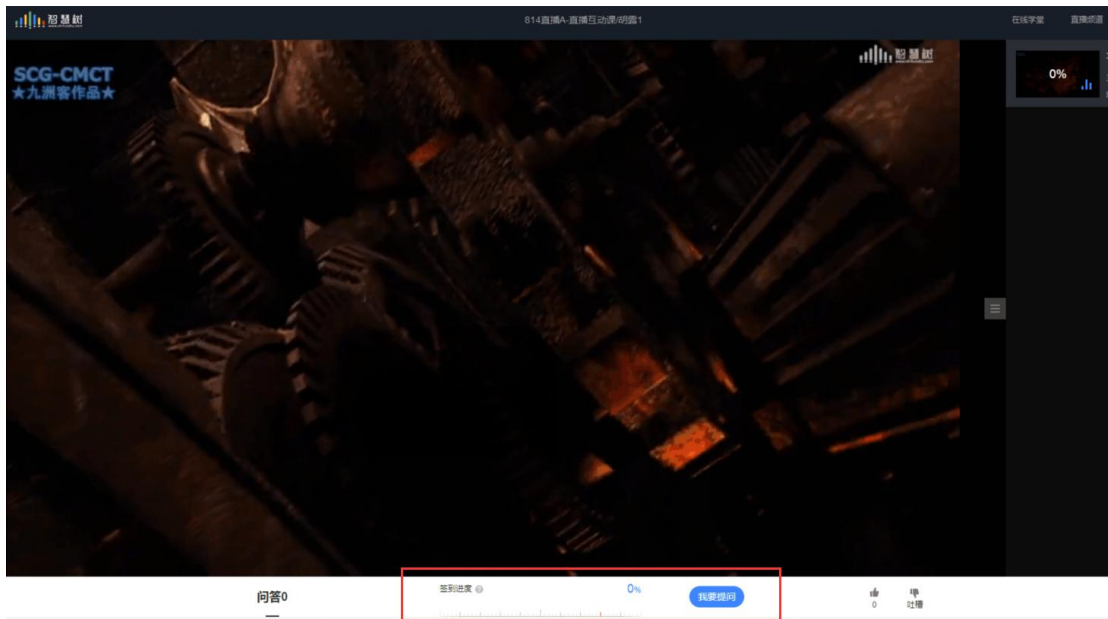 智慧树
814直播A-直播互动课/胡露1
在线学堂
直播频道
SCG-CMCT
★九洲客作品★
智慧树
0%
问答0
签到进度
0%
我要提问
0
吐槽